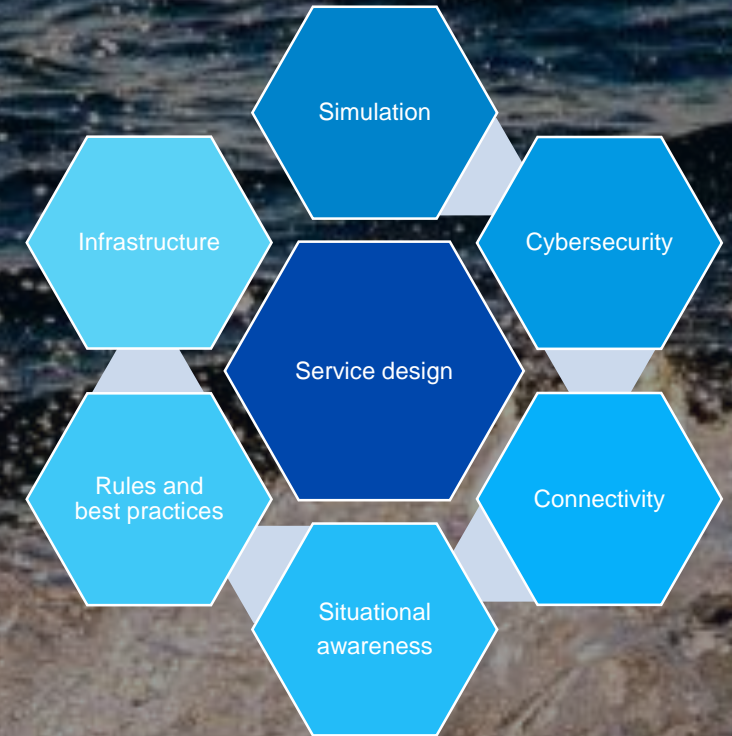 Simulation
Cybersecurity
Connectivity
Situational
awareness
Rules and
best practices
Infrastructure
Service design